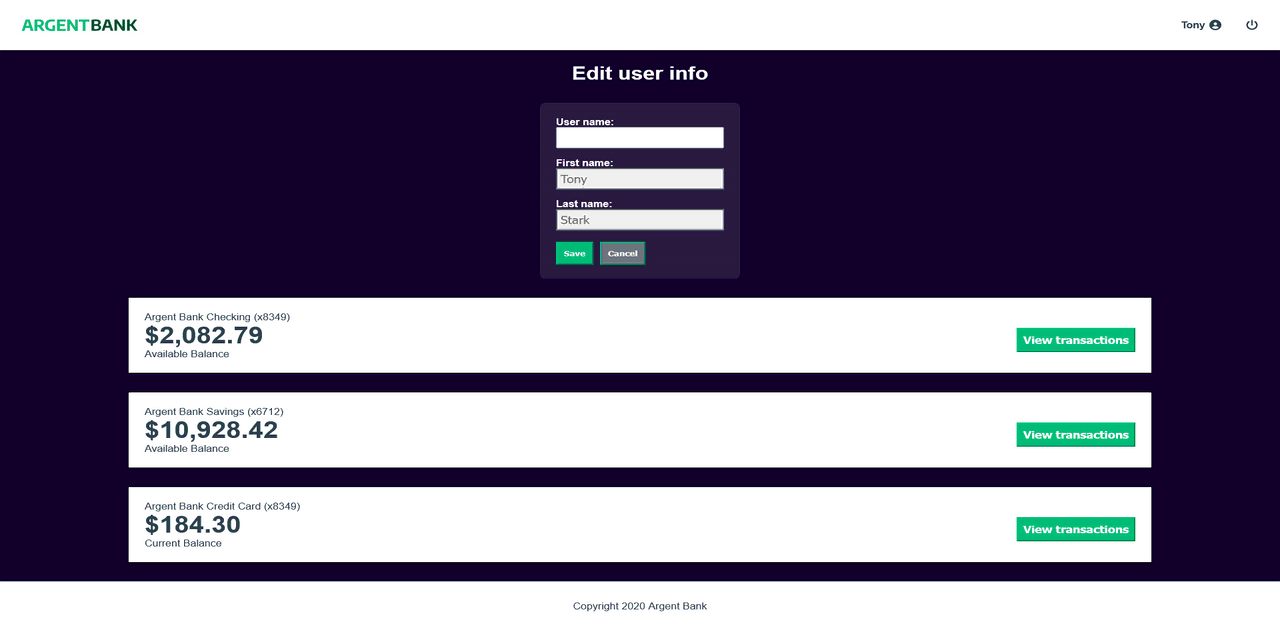 ARGENTBANK
Tony
Edit user info
User name:
First name:
Tony
Last name:
Stark
Save Cancel
Argent Bank Checking (x8349)
$2,082.79
Available Balance
View transactions
Argent Bank Savings (x6712)
$10,928.42
Available Balance
View transactions
Argent Bank Credit Card (x8349)
$184.30
Current Balance
View transactions
Copyright 2020 Argent Bank